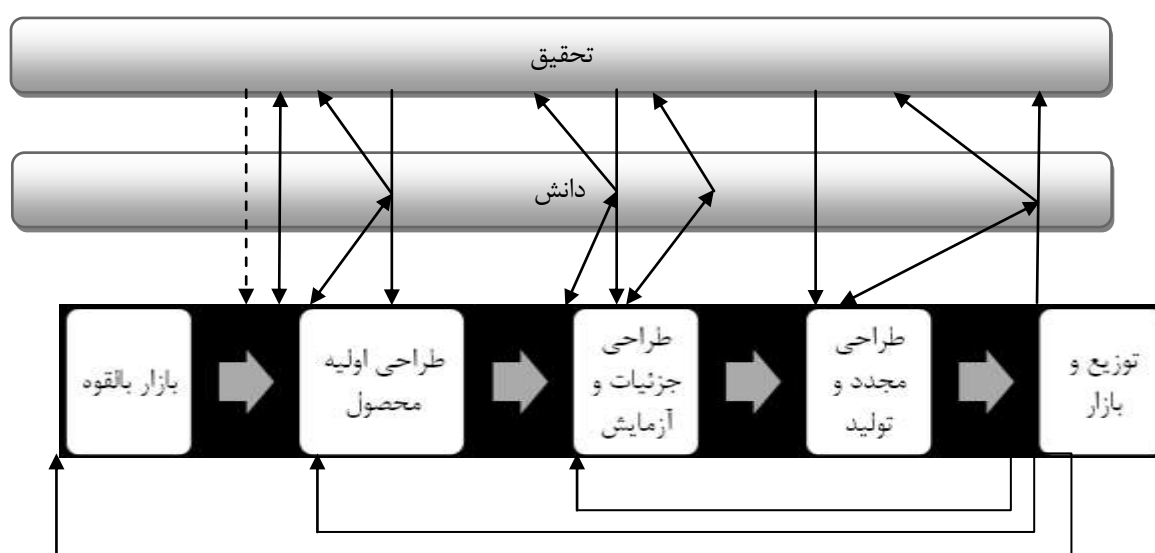 تحقیق
دانش
بازار بالقوه
طراحی اولیه
محصول
طراحی
جزئیات و
آزمایش
طراحی
مجدد و
تولید
توزیع و
بازار